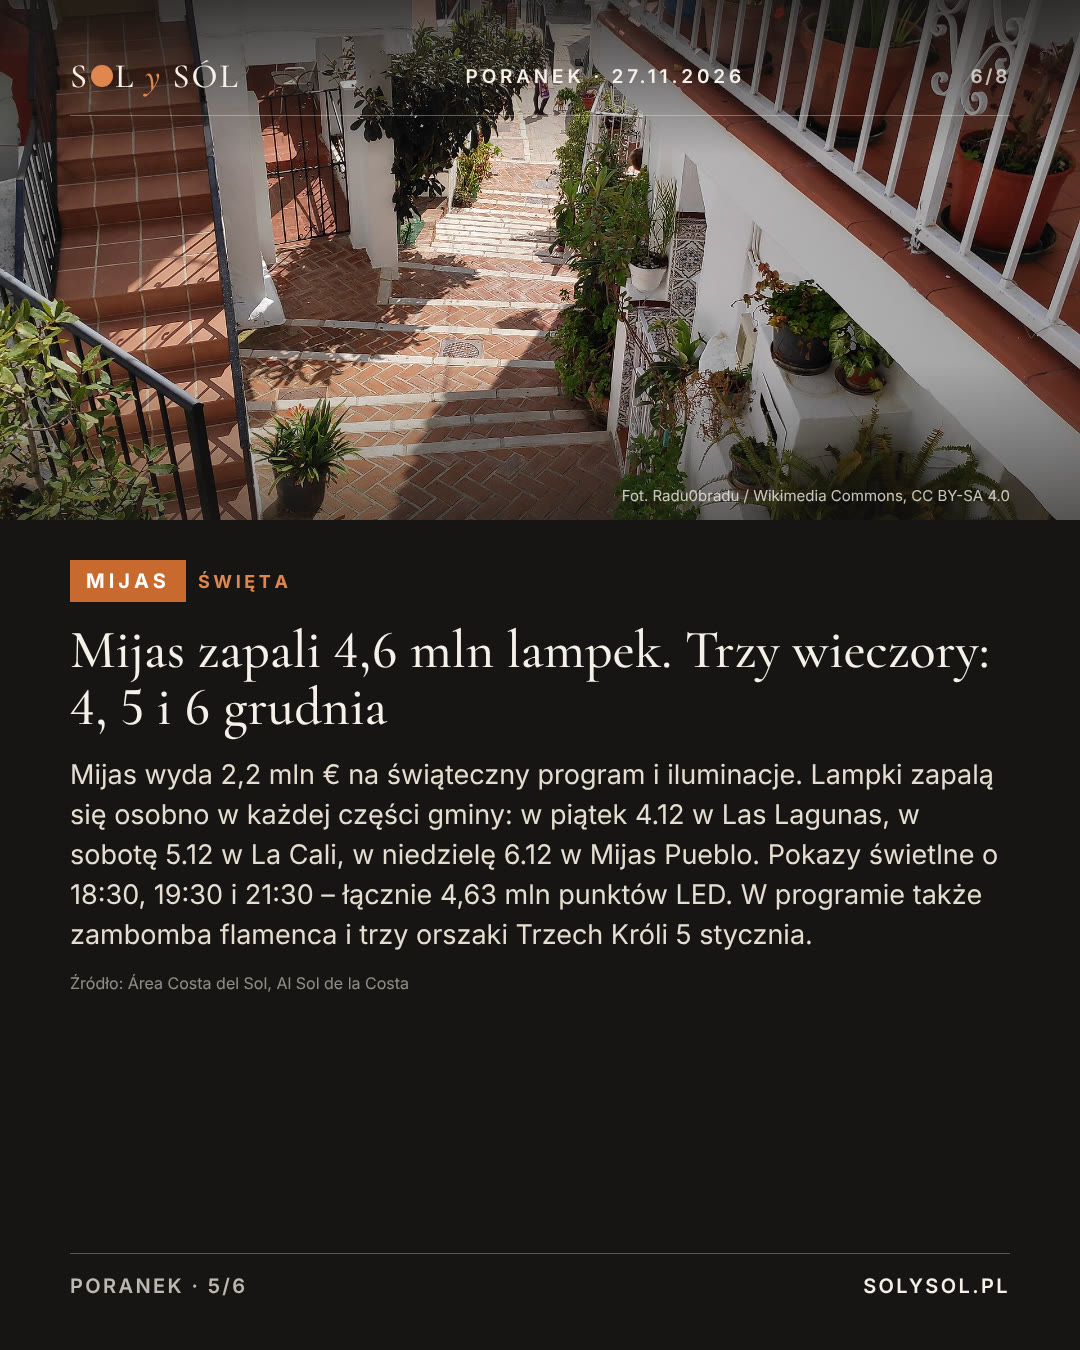 SOL y SÓL
PORANEK · 27.11.2026
6/8
Fot. Radu0bradu / Wikimedia Commons, CC BY-SA 4.0
MIJAS ŚWIĘTA
Mijas zapali 4,6 mln lampek. Trzy wieczory:
4, 5 i 6 grudnia
Mijas wyda 2,2 mln € na świąteczny program i iluminacje. Lampki zapalą
się osobno w każdej części gminy: w piątek 4.12 w Las Lagunas, w
sobotę 5.12 w La Cali, w niedzielę 6.12 w Mijas Pueblo. Pokazy świetlne o
18:30, 19:30 i 21:30 – łącznie 4,63 mln punktów LED. W programie także
zambomba flamenca i trzy orszaki Trzech Króli 5 stycznia.
Źródło: Área Costa del Sol, Al Sol de la Costa
PORANEK · 5/6
SOLYSOL.PL